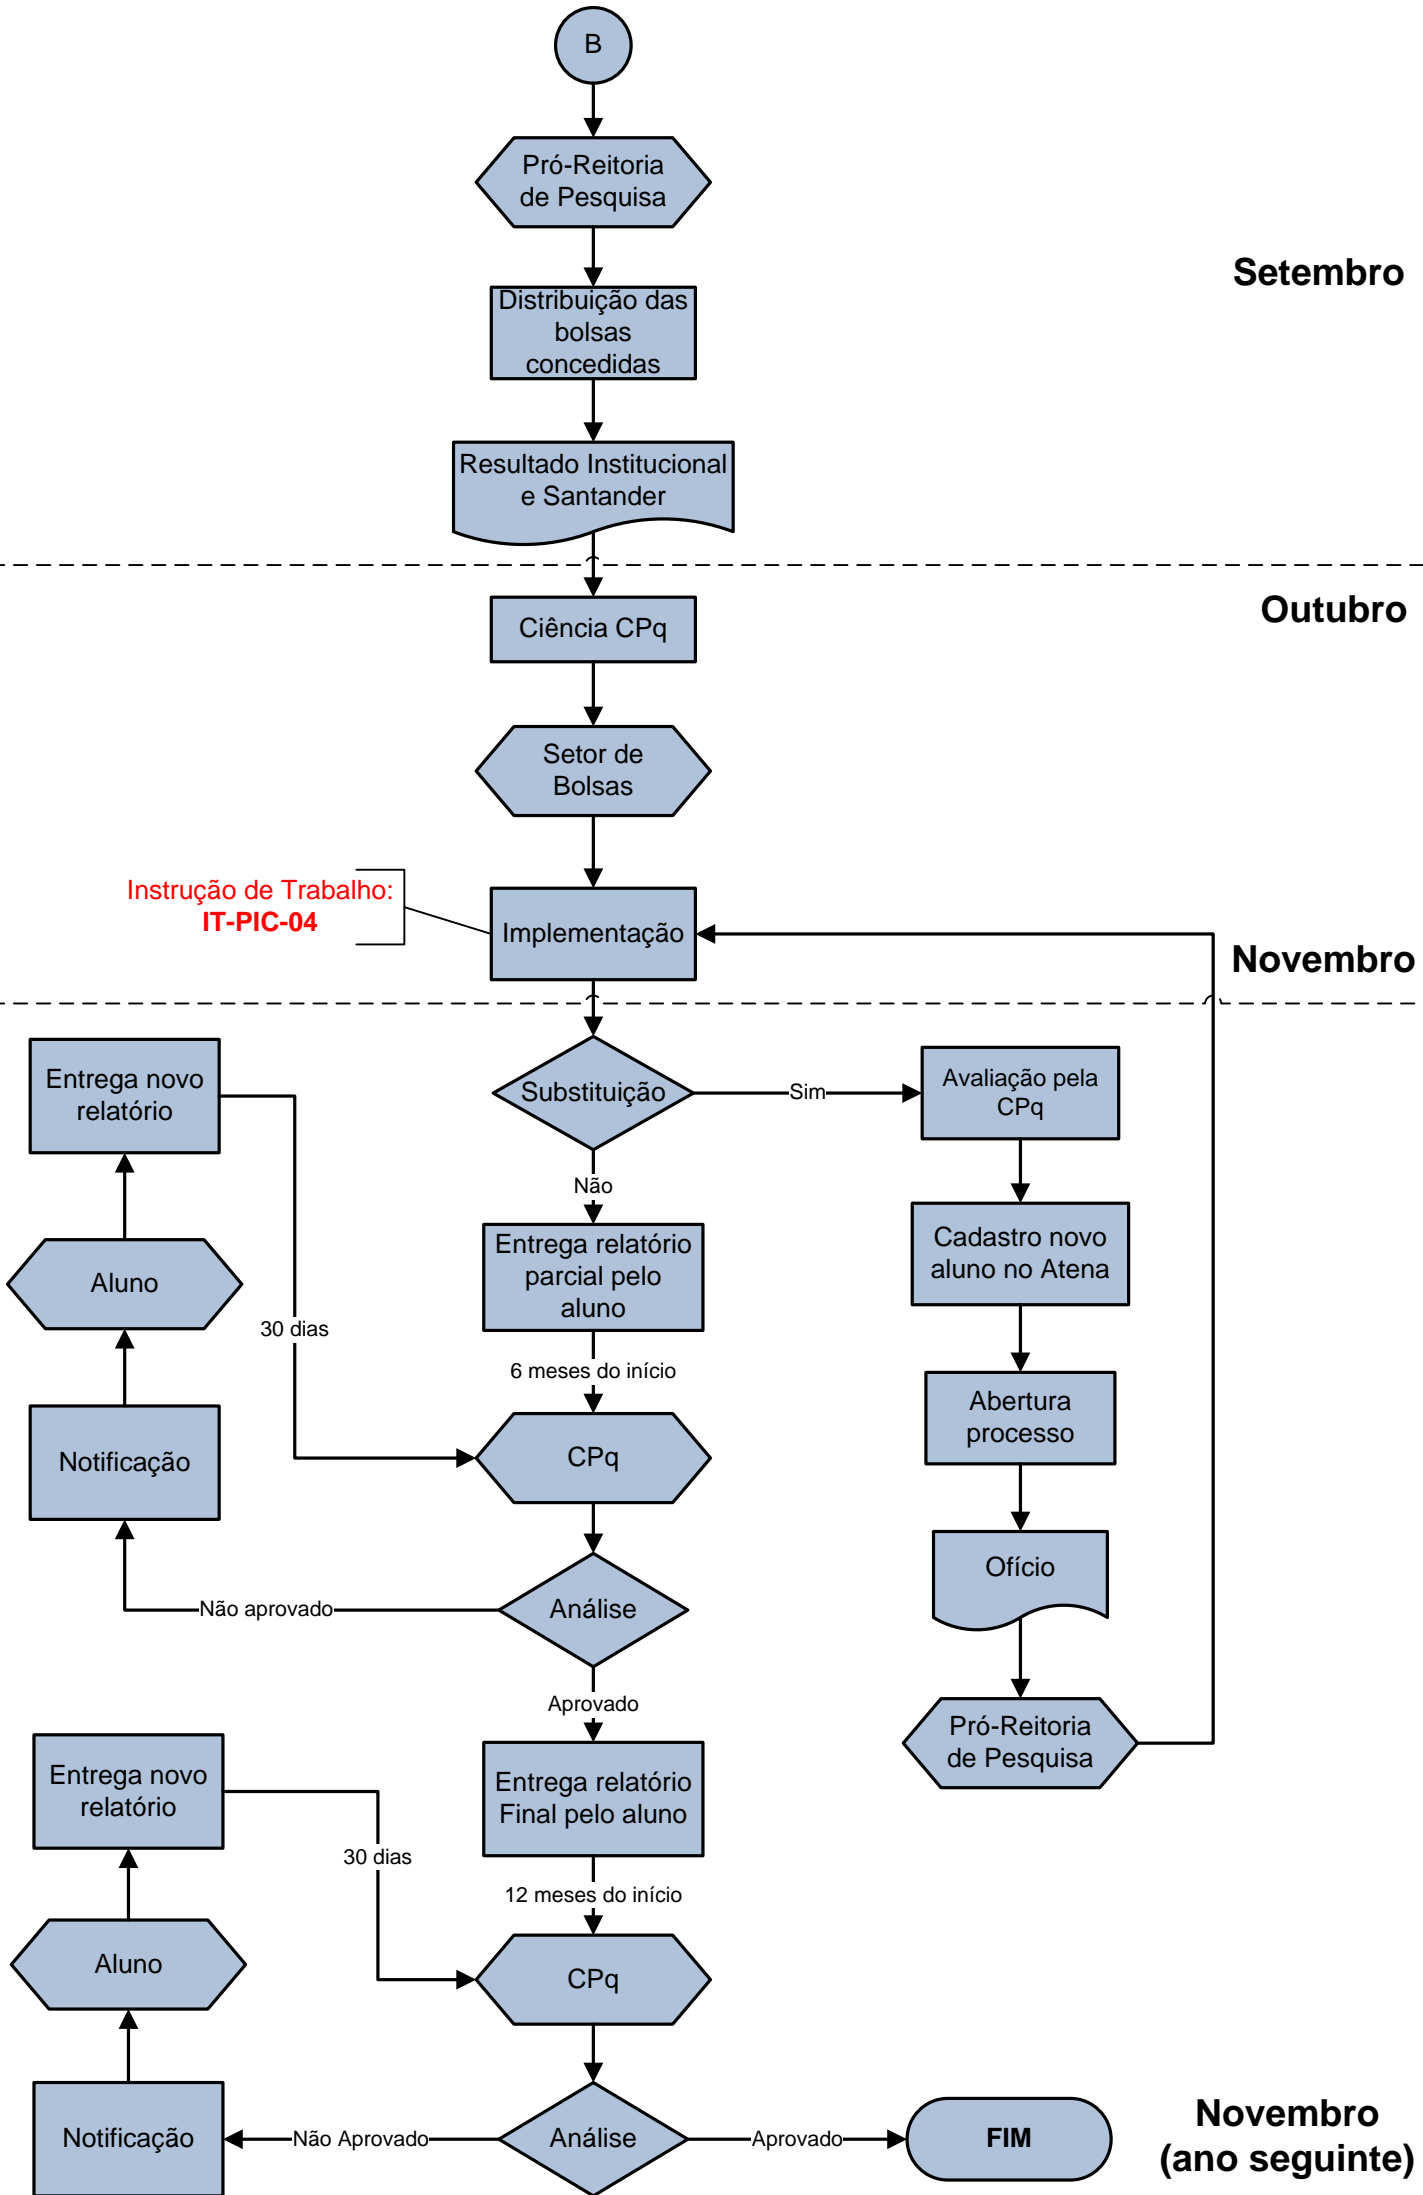 B
Pró-Reitoria
de Pesquisa
Setembro
Distribuição das
bolsas
concedidas
Resultado Institucional
e Santander
Outubro
Ciência CPq
Setor de
Bolsas
Instrução de Trabalho:
IT-PIC-04
Implementação
Novembro
Entrega novo
relatório
Substituição
Sim
Avaliação pela
CPq
Não
Entrega relatório
parcial pelo
aluno
Cadastro novo
aluno no Atena
Aluno
30 dias
6 meses do início
Abertura
processo
Notificação
CPq
Ofício
Não aprovado
Análise
Aprovado
Pró-Reitoria
de Pesquisa
Entrega novo
relatório
Entrega relatório
Final pelo aluno
30 dias
12 meses do início
Aluno
CPq
Notificação
Não Aprovado
Análise
Aprovado
FIM
Novembro
(ano seguinte)